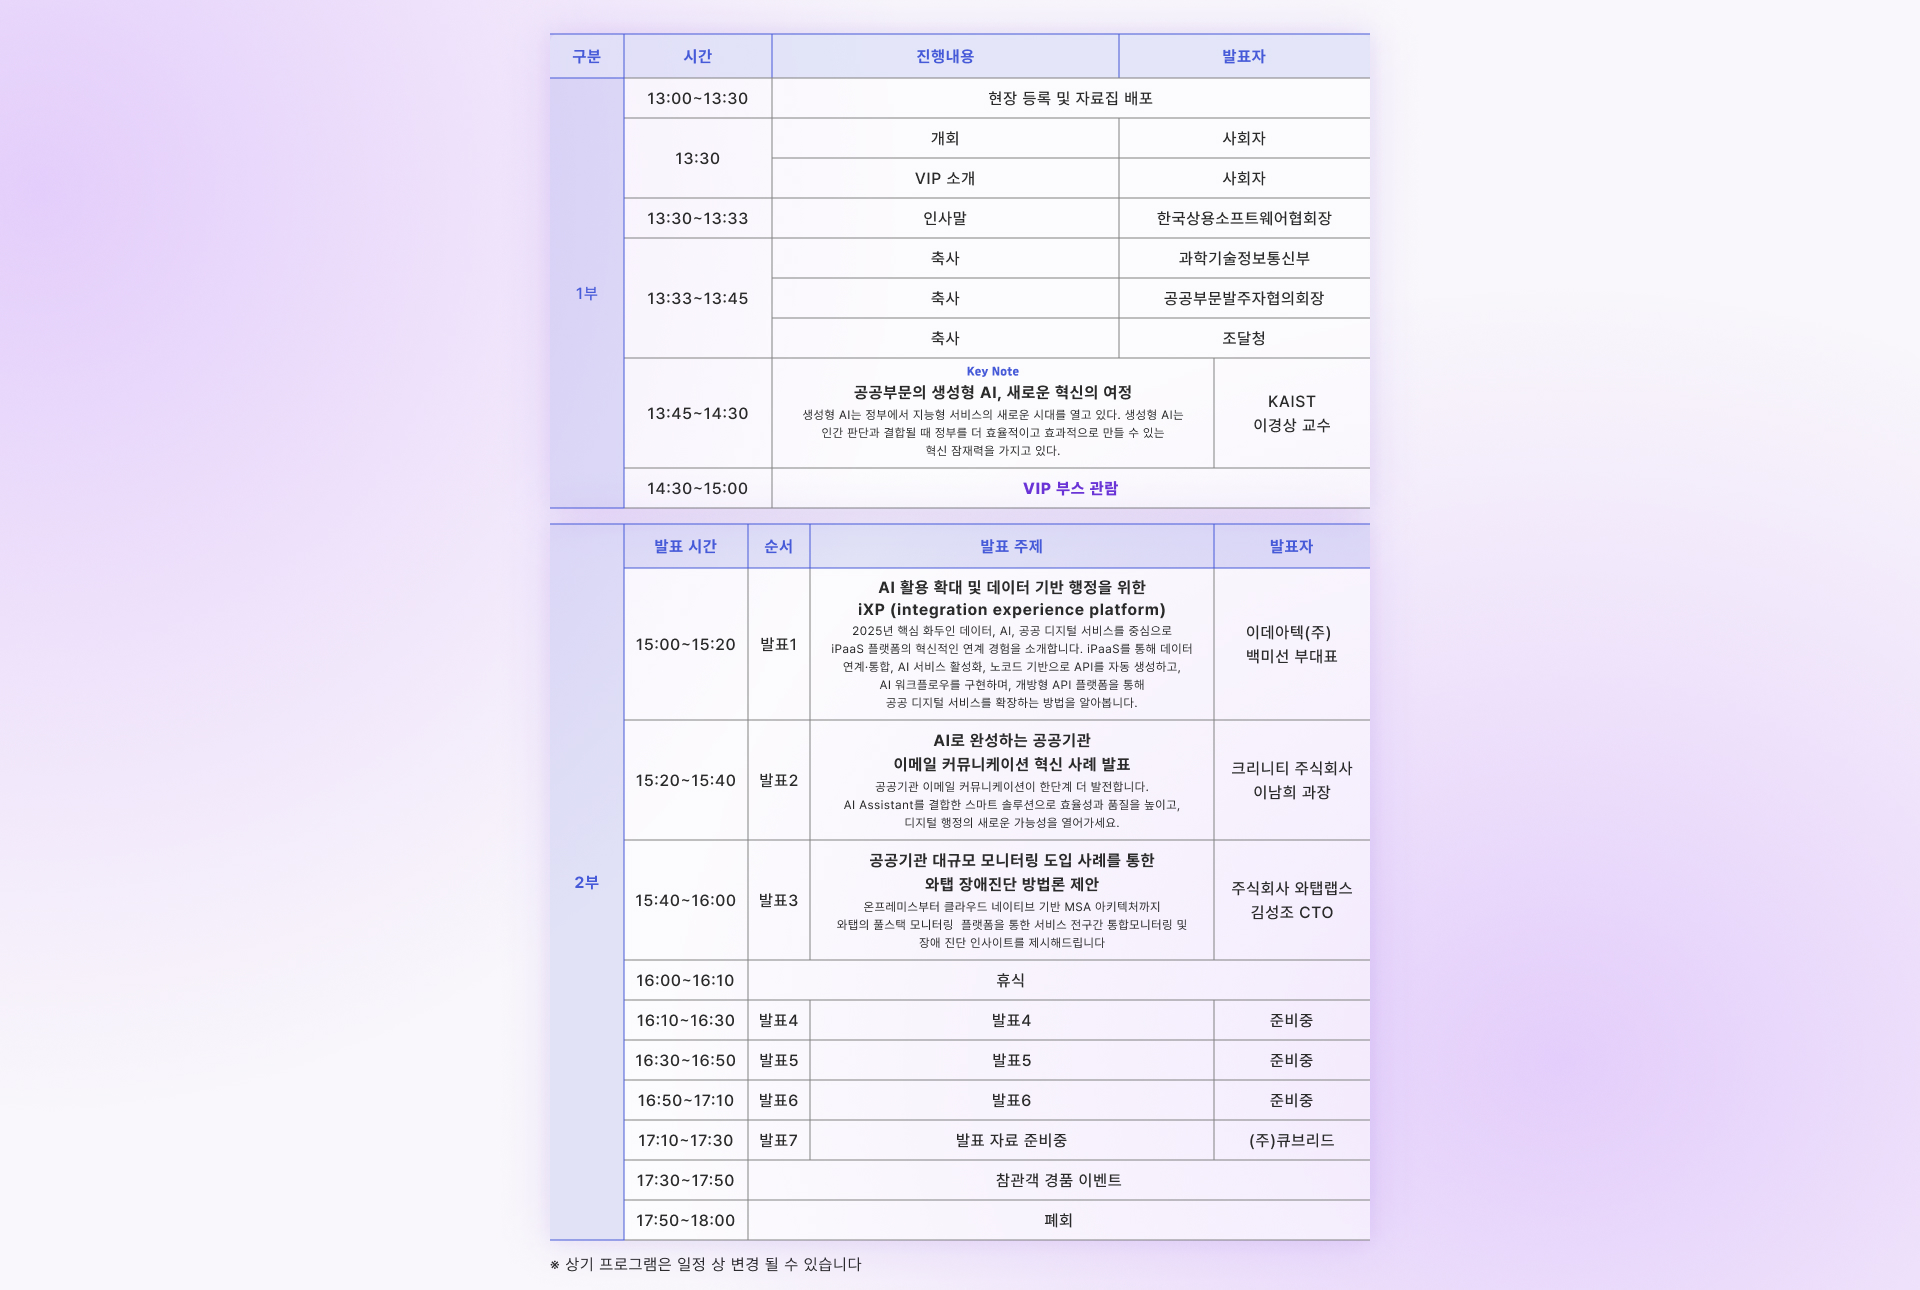 구분 시간 진행내용 발표자
1부
13:00~13:30 현장 등록 및 자료집 배포
13:30
개회 사회자
VIP 소개 사회자
13:30~13:33 인사말 한국상용소프트웨어협회장
13:33~13:45
축사 과학기술정보통신부
축사 공공부문발주자협의회장
축사 조달청
13:45~14:30
Key Note
공공부문의 생성형 AI, 새로운 혁신의 여정
생성형 AI는 정부에서 지능형 서비스의 새로운 시대를 열고 있다. 생성형 AI는
인간 판단과 결합될 때 정부를 더 효율적이고 효과적으로 만들 수 있는
혁신 잠재력을 가지고 있다.
KAIST
이경상 교수
14:30~15:00 VIP 부스 관람
2부
발표 시간 순서 발표 주제 발표자
15:00~15:20 발표1
AI 활용 확대 및 데이터 기반 행정을 위한
iXP (integration experience platform)
2025년 핵심 화두인 데이터, AI, 공공 디지털 서비스를 중심으로
iPaaS 플랫폼의 혁신적인 연계 경험을 소개합니다. iPaaS를 통해 데이터
연계·통합, AI 서비스 활성화, 노코드 기반으로 API를 자동 생성하고,
AI 워크플로우를 구현하며, 개방형 API 플랫폼을 통해
공공 디지털 서비스를 확장하는 방법을 알아봅니다.
이데아텍(주)
백미선 부대표
15:20~15:40 발표2
AI로 완성하는 공공기관
이메일 커뮤니케이션 혁신 사례 발표
공공기관 이메일 커뮤니케이션이 한단계 더 발전합니다.
AI Assistant를 결합한 스마트 솔루션으로 효율성과 품질을 높이고,
디지털 행정의 새로운 가능성을 열어가세요.
크리니티 주식회사
이남희 과장
15:40~16:00 발표3
공공기관 대규모 모니터링 도입 사례를 통한
와탭 장애진단 방법론 제안
온프레미스부터 클라우드 네이티브 기반 MSA 아키텍처까지
와탭의 풀스택 모니터링 플랫폼을 통한 서비스 전구간 통합모니터링 및
장애 진단 인사이트를 제시해드립니다
주식회사 와탭랩스
김성조 CTO
16:00~16:10 휴식
16:10~16:30 발표4 발표4 준비중
16:30~16:50 발표5 발표5 준비중
16:50~17:10 발표6 발표6 준비중
17:10~17:30 발표7 발표 자료 준비중 (주)큐브리드
17:30~17:50 참관객 경품 이벤트
17:50~18:00 폐회
※ 상기 프로그램은 일정 상 변경 될 수 있습니다